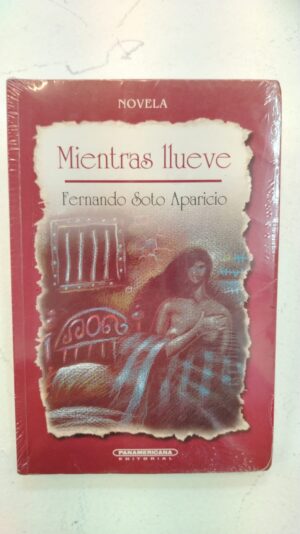 NOVELA
Mientras llueve
Fernando Soto Aparicio
PANAMERICANA
EDITORIAL